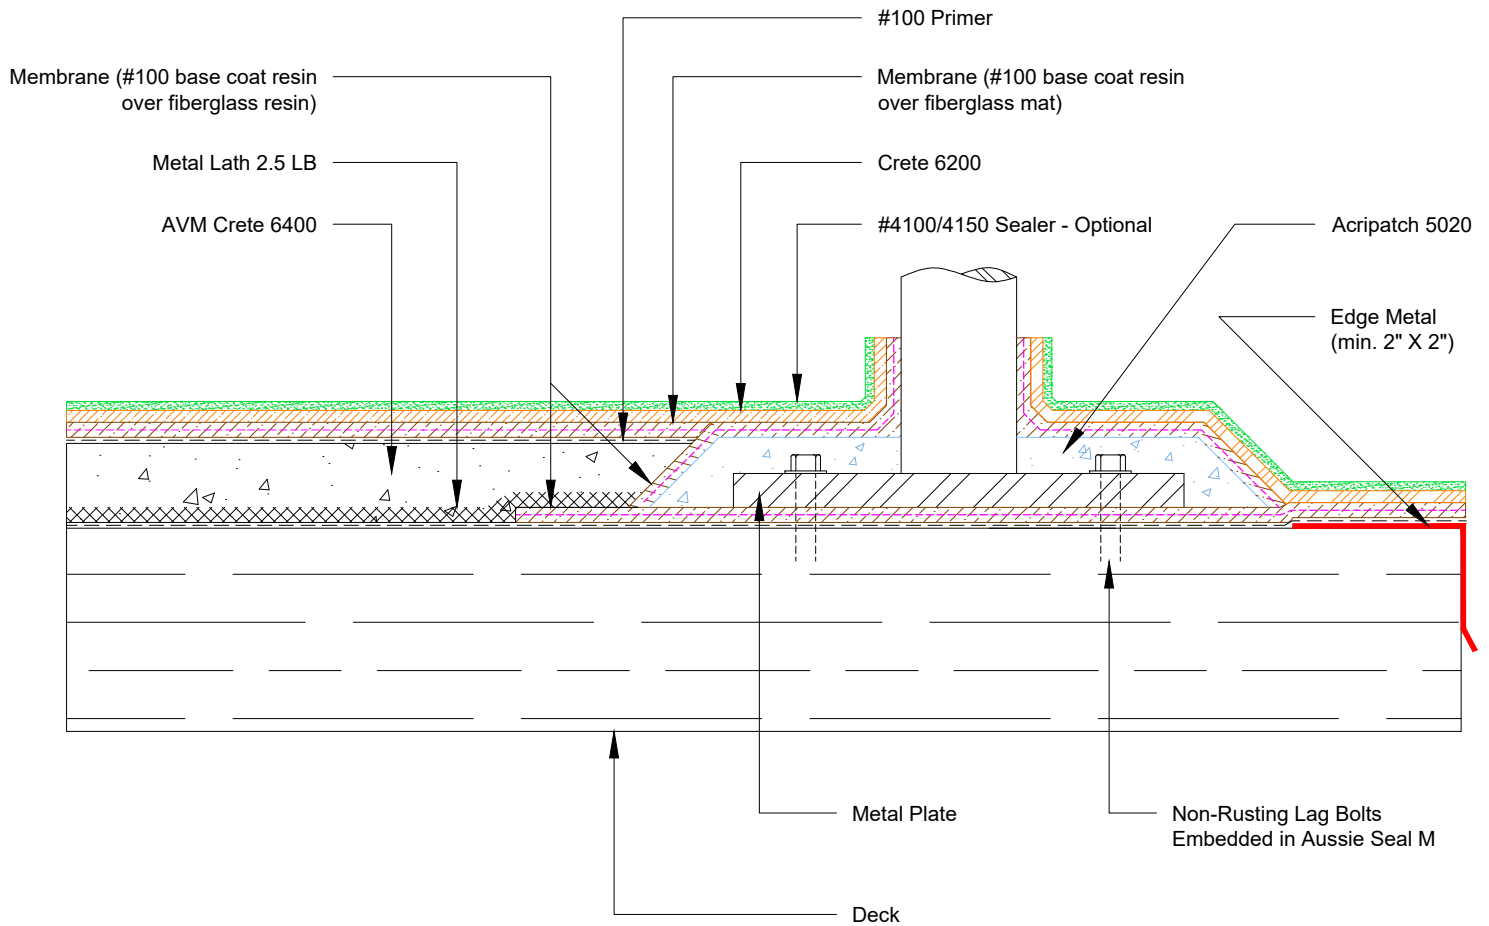 #100 Primer
Membrane (#100 base coat resin
over fiberglass resin)
Membrane (#100 base coat resin
over fiberglass mat)
Metal Lath 2.5 LB
Crete 6200
AVM Crete 6400
#4100/4150 Sealer - Optional
Acripatch 5020
Edge Metal
(min. 2" X 2")
Metal Plate
Non-Rusting Lag Bolts
Embedded in Aussie Seal M
Deck